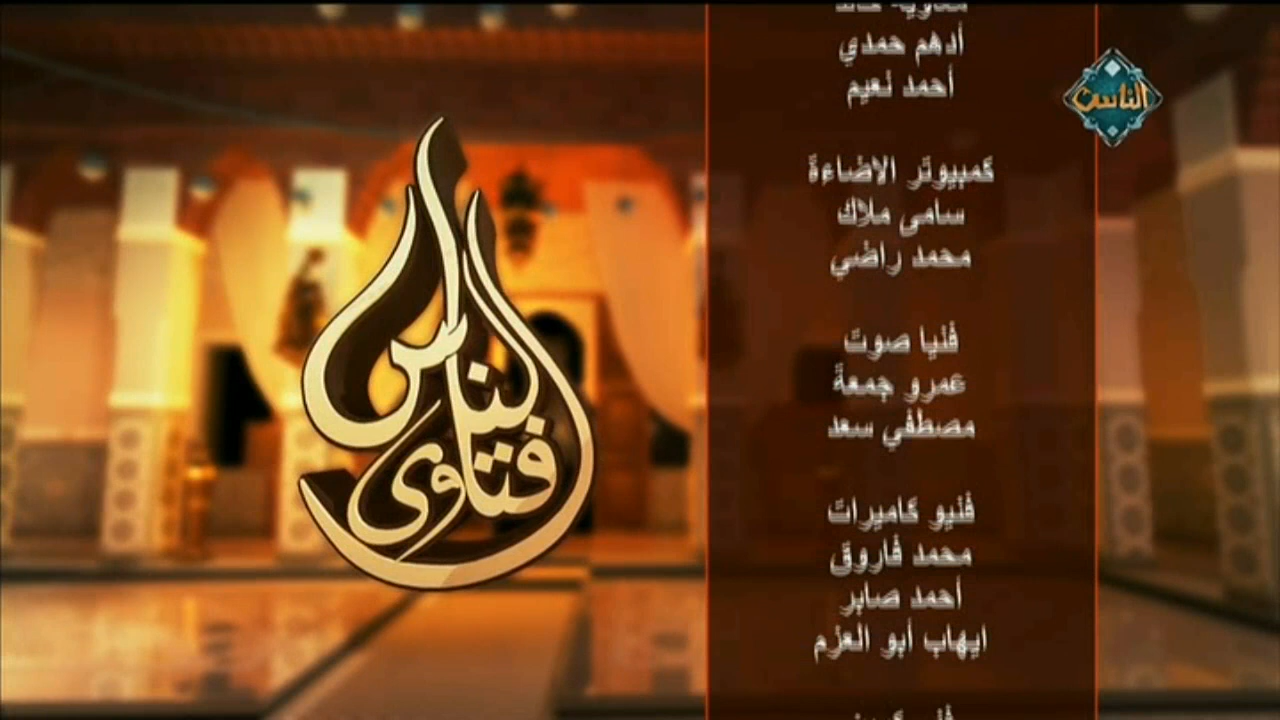 فتاوى الناس
الناس
أدهم حمدي
أحمد نعيم
كمبيوتر الاضاءة
سامى ملاك
محمد راضي
فنيا صوت
عمرو جمعة
مصطفي سعد
فنيو كاميرات
محمد فاروق
أحمد صابر
ايهاب أبو العزم